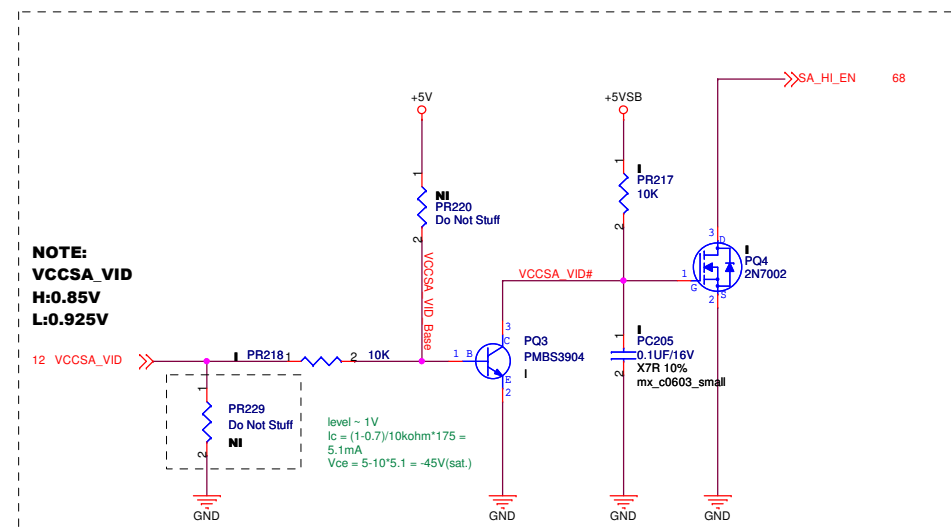 SA_HI_EN 68
+5V
+5VSB
1
I
PR217
10K
2
1
NI
PR220
Do Not Stuff
2
VCCSA_VID_Base
NOTE:
VCCSA_VID
H:0.85V
L:0.925V
VCCSA_VID#
3
D
I
PQ4
2N7002
1
G
S
2
12 VCCSA_VID
I PR218 1
2 10K
1 B
3
C
PQ3
PMBS3904
I
E
2
1
I
PC205
0.1UF/16V
X7R 10%
mx_c0603_small
2
1
PR229
Do Not Stuff
NI
2
level ~ 1V
Ic = (1-0.7)/10kohm*175 =
5.1mA
Vce = 5-10*5.1 = -45V(sat.)
GND
GND
GND
GND